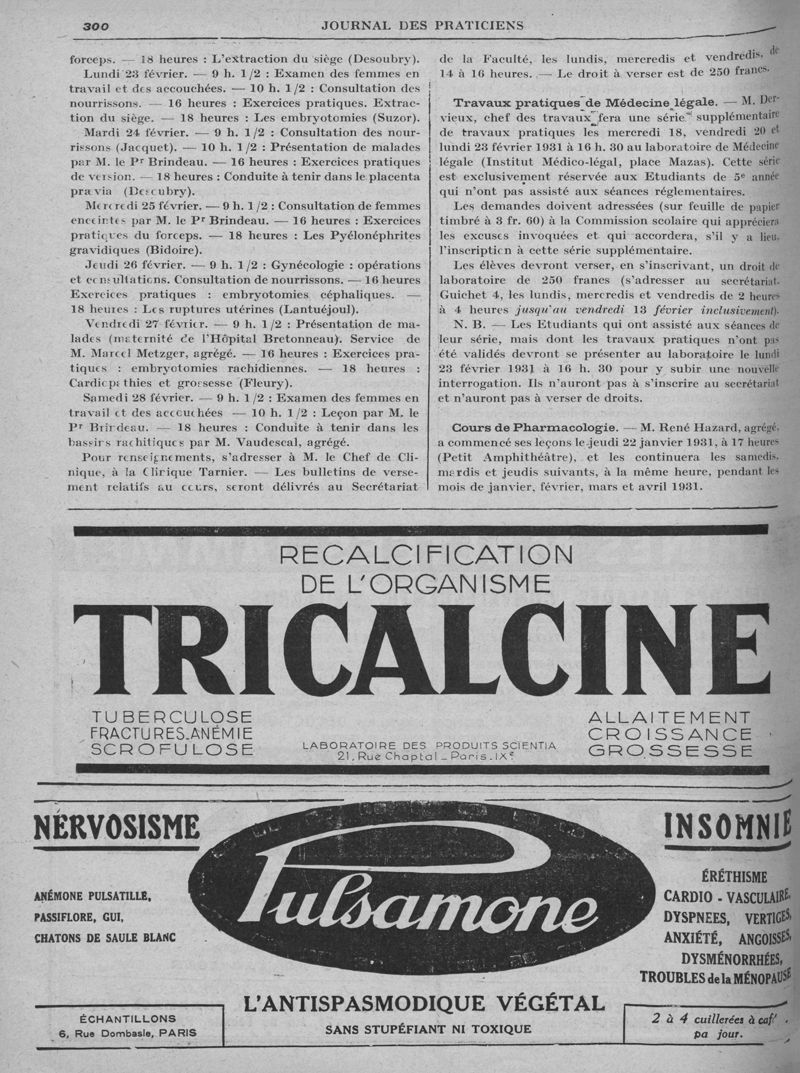 300
JOURNAL DES PRATICIENS
forceps. — 18 heures : L'extraction du siège (Desoubry).
Lundi 23 février. — 9 h. 1/2 : Examen des femmes en
travail et des accouchées. — 10 h. 1/2 : Consultation des
nourrissons. — 16 heures : Exercices pratiques. Extrac-
tion du siège. — 18 heures : Les embryotomies (Suzor).
Mardi 24 février. — 9 h. 1/2 : Consultation des nour-
rissons (Jacquet). — 10 h. 1/2 : Présentation de malades
par M. le Pr Brindeau. — 16 heures : Exercices pratiques
de version. — 18 heures : Conduite à tenir dans le placenta
prævia (Desoubry).
Mercredi 25 février. — 9 h. 1/2 : Consultation de femmes
enceintes par M. le Pr Brindeau. — 16 heures : Exercices
pratiques du forceps. — 18 heures : Les Pyélonéphrites
gravidiques (Bidoire).
Jeudi 26 février. — 9 h. 1/2 : Gynécologie : opérations
et consultations. Consultation de nourrissons. — 16 heures
Exercices pratiques : embryotomies céphaliques. —
18 heures : Les ruptures utérines (Lantuéjoul).
Vendredi 27 février. — 9 h. 1/2 : Présentation de ma-
lades (maternité de l'Hôpital Bretonneau). Service de
M. Marcel Metzger, agrégé. — 16 heures : Exercices pra-
tiques : embryotomies rachidiennes. — 18 heures :
Cardiopathies et grossesse (Fleury).
Samedi 28 février. — 9 h. 1/2 : Examen des femmes en
travail et des accouchées — 10 h. 1/2 : Leçon par M. le
Pr Brindeau. — 18 heures : Conduite à tenir dans les
bassins rachitiques par M. Vaudescal, agrégé.
Pour renseignements, s'adresser à M. le Chef de Cli-
nique, à la Clinique Tarnier. — Les bulletins de verse-
ment relatifs au cours, seront délivrés au Secrétariat
de la Faculté, les lundis, mercredis et vendredis, de
14 à 16 heures. — Le droit à verser est de 250 francs.
Travaux pratiques de Médecine légale. — M. Der-
vieux, chef des travaux fera une série supplémentaire
de travaux pratiques les mercredi 18, vendredi 20 et
lundi 23 février 1931 à 16 h. 30 au laboratoire de Médecine
légale (Institut Médico-légal, place Mazas). Cette série
est exclusivement réservée aux Etudiants de 5e année
qui n'ont pas assisté aux séances réglementaires.
Les demandes doivent adressées (sur feuille de papier
timbré à 3 fr. 60) à la Commission scolaire qui appréciera
les excuses invoquées et qui accordera, s'il y a lieu,
l'inscription à cette série supplémentaire.
Les élèves devront verser, en s'inscrivant, un droit de
laboratoire de 250 francs (s'adresser au secrétariat.
Guichet 4, les lundis, mercredis et vendredis de 2 heures
à 4 heures jusqu'au vendredi 13 février inclusivement).
N. B. — Les Etudiants qui ont assisté aux séances de
leur série, mais dont les travaux pratiques n'ont pas
été validés devront se présenter au laboratoire le lundi
23 février 1931 à 16 h. 30 pour y subir une nouvelle
interrogation. Ils n'auront pas à s'inscrire au secrétariat
et n'auront pas à verser de droits.
Cours de Pharmacologie. — M. René Hazard, agrégé,
a commencé ses leçons le jeudi 22 janvier 1931, à 17 heures
(Petit Amphithéâtre), et les continuera les samedis,
mardis et jeudis suivants, à la même heure, pendant les
mois de janvier, février, mars et avril 1931.
RECALCIFICATION
DE L'ORGANISME
TRICALCINE
TUBERCULOSE
FRACTURES_ANÉMIE
SCROFULOSE
LABORATOIRE DES PRODUITS SCIENTIA
21, Rue Chaptal _ Paris. IXe
ALLAITEMENT
CROISSANCE
GROSSESSE
NERVOSISME
ANÉMONE PULSATILLE,
PASSIFLORE, GUI,
CHATONS DE SAULE BLANC
Pulsamone
INSOMNIE
ÉRÉTHISME
CARDIO - VASCULAIRE,
DYSPNEES, VERTIGES,
ANXIÉTÉ, ANGOISSES,
DYSMÉNORRHÉES,
TROUBLES de la MÉNOPAUSE
ÉCHANTILLONS
6, Rue Dombasle, PARIS
L'ANTISPASMODIQUE VÉGÉTAL
SANS STUPÉFIANT NI TOXIQUE
2 à 4 cuillerées à caf'
pa jour.